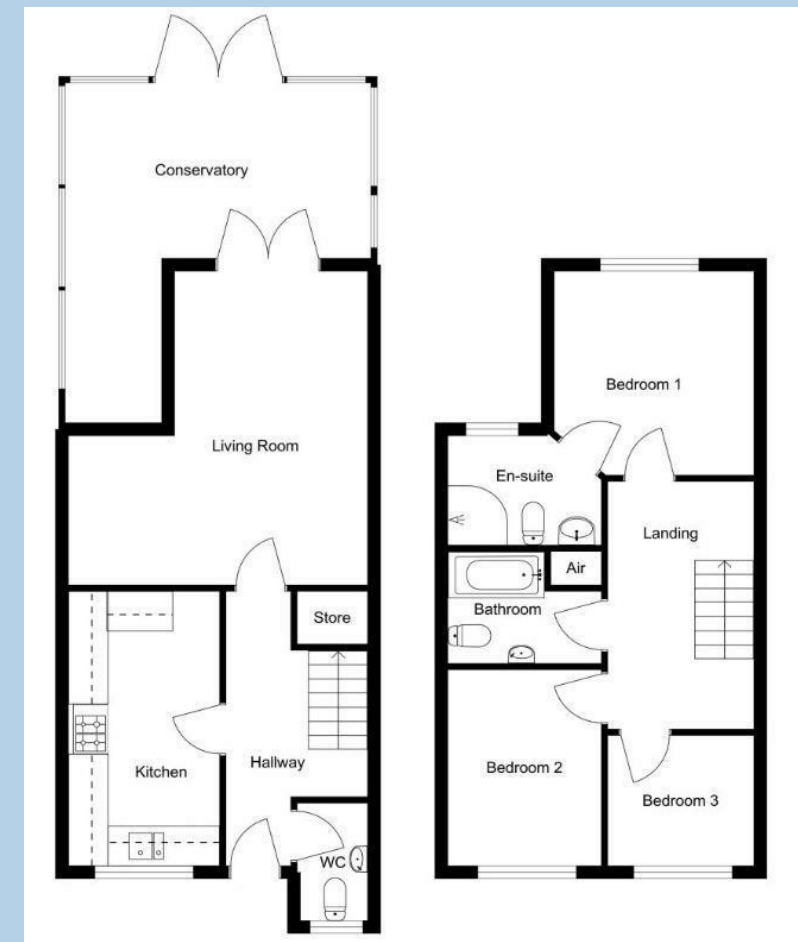 Conservatory
Living Room
Store
Kitchen
Hallway
WC
Bedroom 1
En-suite
Landing
Air
Bathroom
Bedroom 2
Bedroom 3